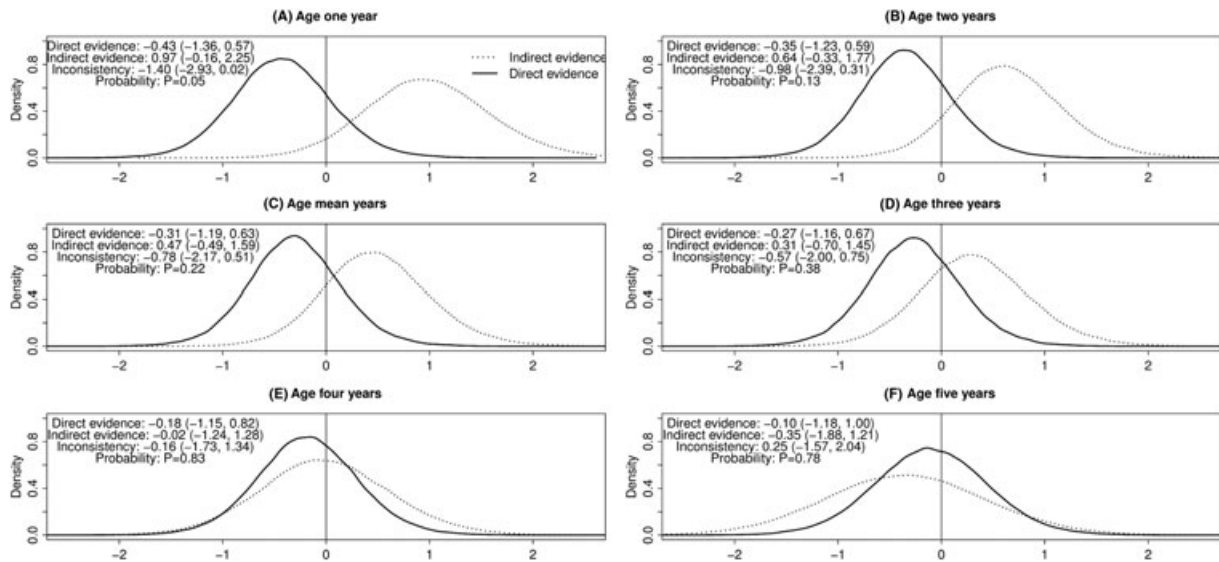 (A) Age one year
Direct evidence: −0.43 (−1.36, 0.57)
Indirect evidence: 0.97 (−0.16, 2.25)
Inconsistency: −1.40 (−2.93, 0.02)
Probability: P=0.05
Indirect evidence
Direct evidence
Density
0.0 0.4 0.8
−2 −1 0 1 2
(B) Age two years
Direct evidence: −0.35 (−1.23, 0.59)
Indirect evidence: 0.64 (−0.33, 1.77)
Inconsistency: −0.98 (−2.39, 0.31)
Probability: P=0.13
Density
0.0 0.4 0.8
−2 −1 0 1 2
(C) Age mean years
Direct evidence: −0.31 (−1.19, 0.63)
Indirect evidence: 0.47 (−0.49, 1.59)
Inconsistency: −0.78 (−2.17, 0.51)
Probability: P=0.22
Density
0.0 0.4 0.8
−2 −1 0 1 2
(D) Age three years
Direct evidence: −0.27 (−1.16, 0.67)
Indirect evidence: 0.31 (−0.70, 1.45)
Inconsistency: −0.57 (−2.00, 0.75)
Probability: P=0.38
Density
0.0 0.4 0.8
−2 −1 0 1 2
(E) Age four years
Direct evidence: −0.18 (−1.15, 0.82)
Indirect evidence: −0.02 (−1.24, 1.28)
Inconsistency: −0.16 (−1.73, 1.34)
Probability: P=0.83
Density
0.0 0.4 0.8
−2 −1 0 1 2
(F) Age five years
Direct evidence: −0.10 (−1.18, 1.00)
Indirect evidence: −0.35 (−1.88, 1.21)
Inconsistency: 0.25 (−1.57, 2.04)
Probability: P=0.78
Density
0.0 0.4 0.8
−2 −1 0 1 2